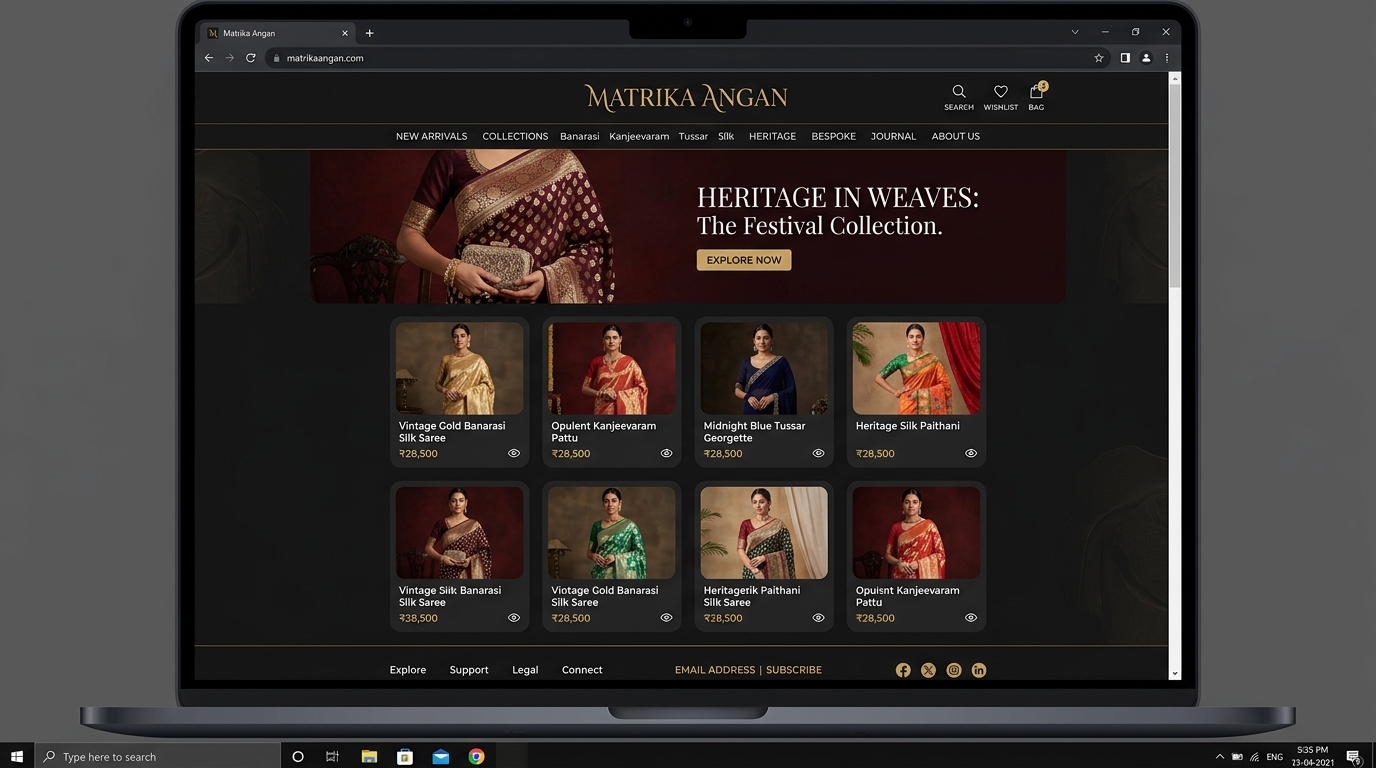 Matrika Angan
matrikaangan.com
MATRIKA ANGAN
SEARCH WISHLIST BAG
NEW ARRIVALS COLLECTIONS Banarasi Kanjeevaram Tussar Silk HERITAGE BESPOKE JOURNAL ABOUT US
HERITAGE IN WEAVES:
The Festival Collection.
EXPLORE NOW
Vintage Gold Banarasi
Silk Saree
₹28,500
Opulent Kanjeevaram
Pattu
₹28,500
Midnight Blue Tussar
Georgette
₹28,500
Heritage Silk Paithani
₹28,500
Vintage Silk Banarasi
Silk Saree
₹38,500
Viotage Gold Banarasi
Silk Saree
₹28,500
Heritagerik Paithani
Silk Saree
₹28,500
Opuisnt Kanjeevaram
Pattu
₹28,500
Explore Support Legal Connect EMAIL ADDRESS | SUBSCRIBE
Type here to search
ENG
5:35 PM
23-04-2021